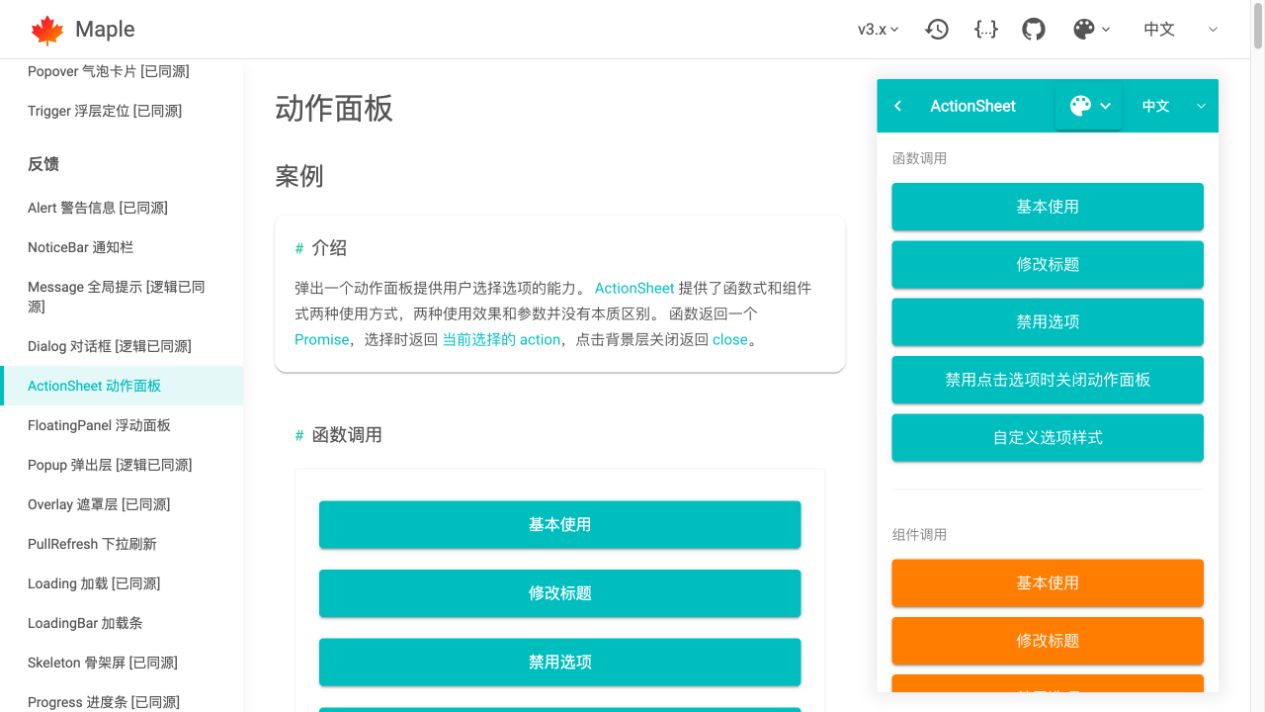 Maple
v3.x
{...}
中文
Popover 气泡卡片 [已同源]
Trigger 浮层定位 [已同源]
反馈
Alert 警告信息 [已同源]
NoticeBar 通知栏
Message 全局提示 [逻辑已同
源]
Dialog 对话框 [逻辑已同源]
ActionSheet 动作面板
FloatingPanel 浮动面板
Popup 弹出层 [逻辑已同源]
Overlay 遮罩层 [已同源]
PullRefresh 下拉刷新
Loading 加载 [已同源]
LoadingBar 加载条
Skeleton 骨架屏 [已同源]
Progress 进度条 [已同源]
动作面板
案例
# 介绍
弹出一个动作面板提供用户选择选项的能力。 ActionSheet 提供了函数式和组件
式两种使用方式，两种使用效果和参数并没有本质区别。 函数返回一个
Promise，选择时返回 当前选择的 action，点击背景层关闭返回 close。
# 函数调用
基本使用
修改标题
禁用选项
ActionSheet
中文
函数调用
基本使用
修改标题
禁用选项
禁用点击选项时关闭动作面板
自定义选项样式
组件调用
基本使用
修改标题